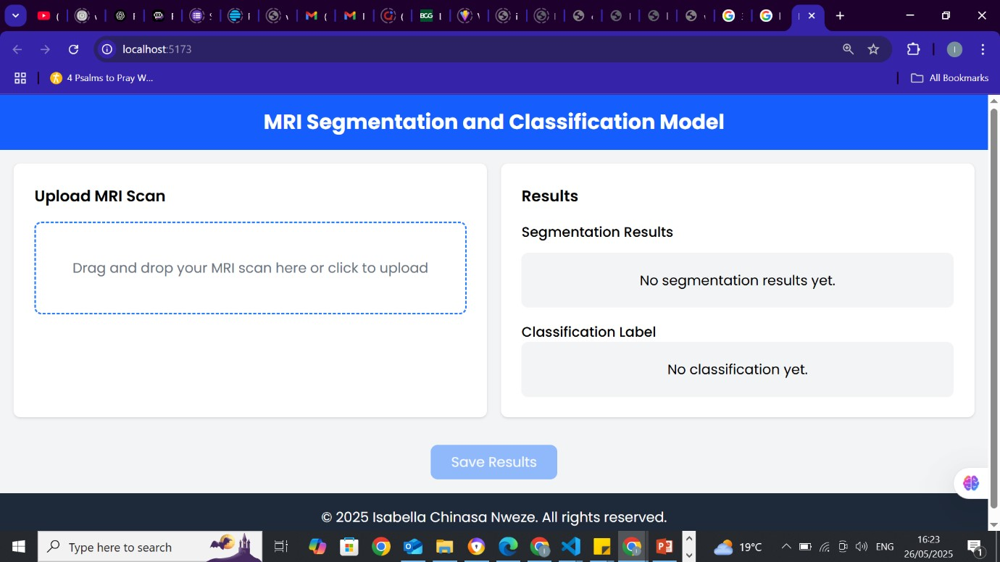 localhost:5173
4 Psalms to Pray W...
All Bookmarks
MRI Segmentation and Classification Model
Upload MRI Scan
Drag and drop your MRI scan here or click to upload
Results
Segmentation Results
No segmentation results yet.
Classification Label
No classification yet.
Save Results
© 2025 Isabella Chinasa Nweze. All rights reserved.
Type here to search
19°C
ENG
16:23
26/05/2025
1